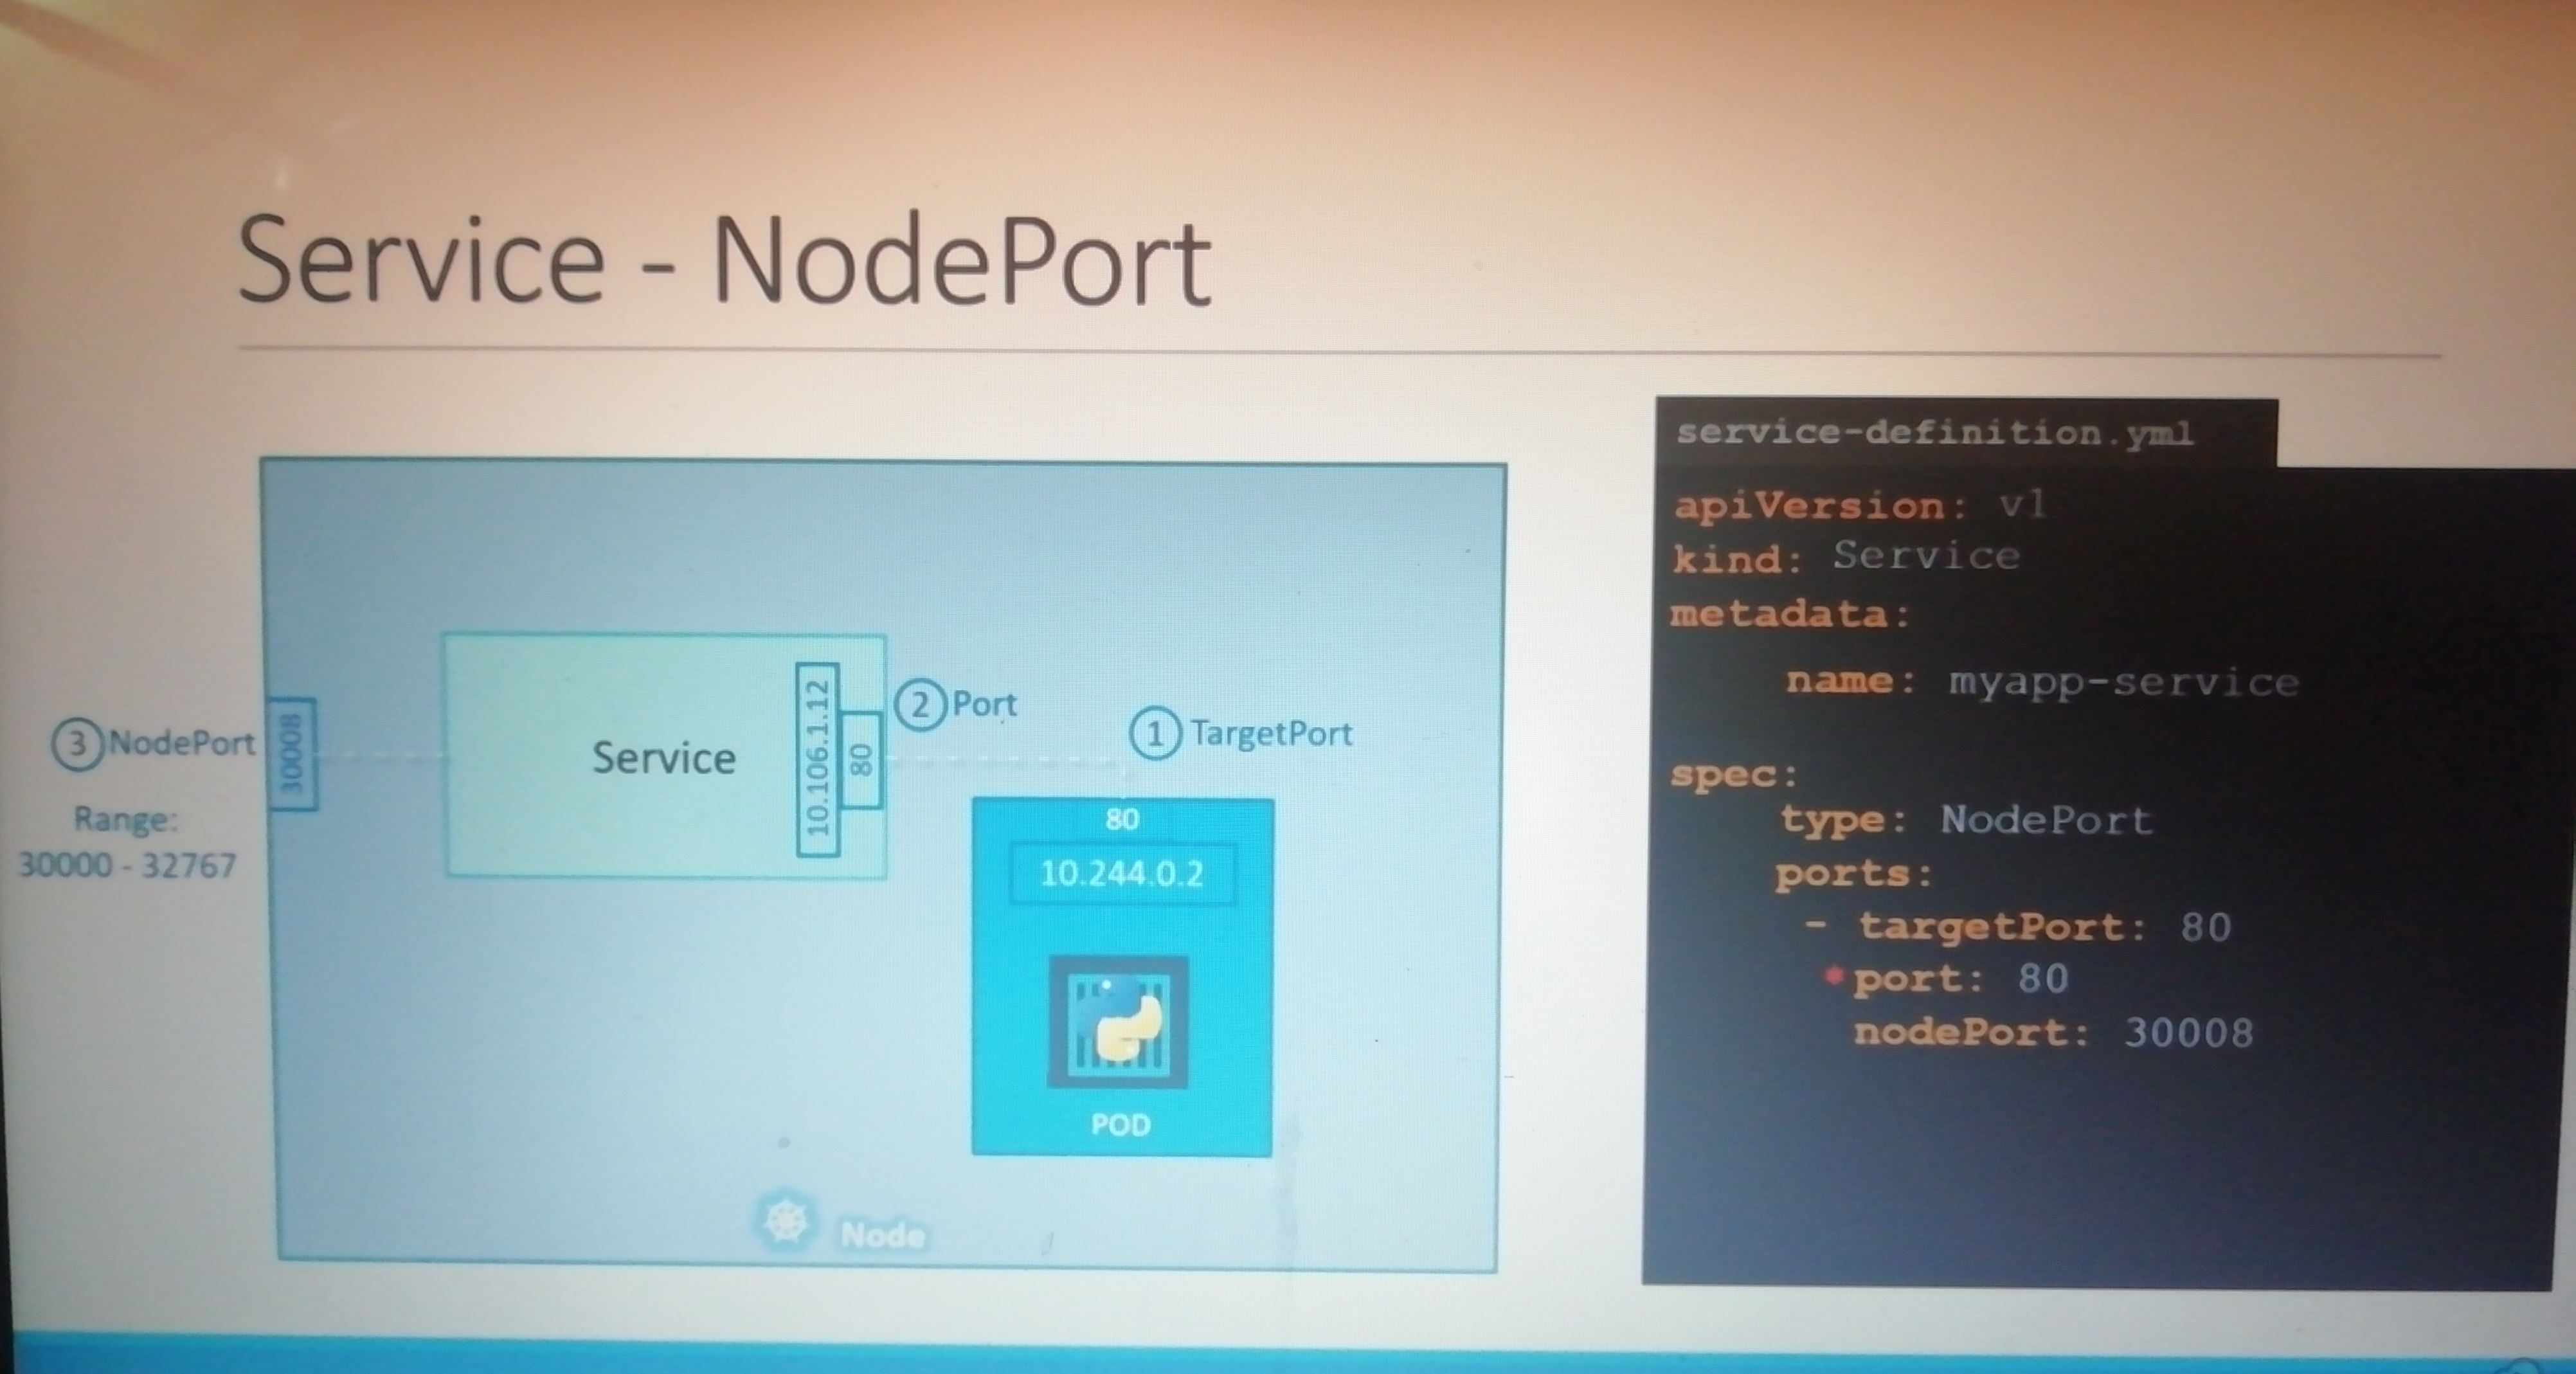 Service - NodePort
3 NodePort
Range:
30000 - 32767
30008
Service
10.106.1.12
80
2 Port
1 TargetPort
80
10.244.0.2
POD
Node
service-definition.yml
apiVersion: v1
kind: Service
metadata:
name: myapp-service
spec:
type: NodePort
ports:
- targetPort: 80
* port: 80
nodePort: 30008